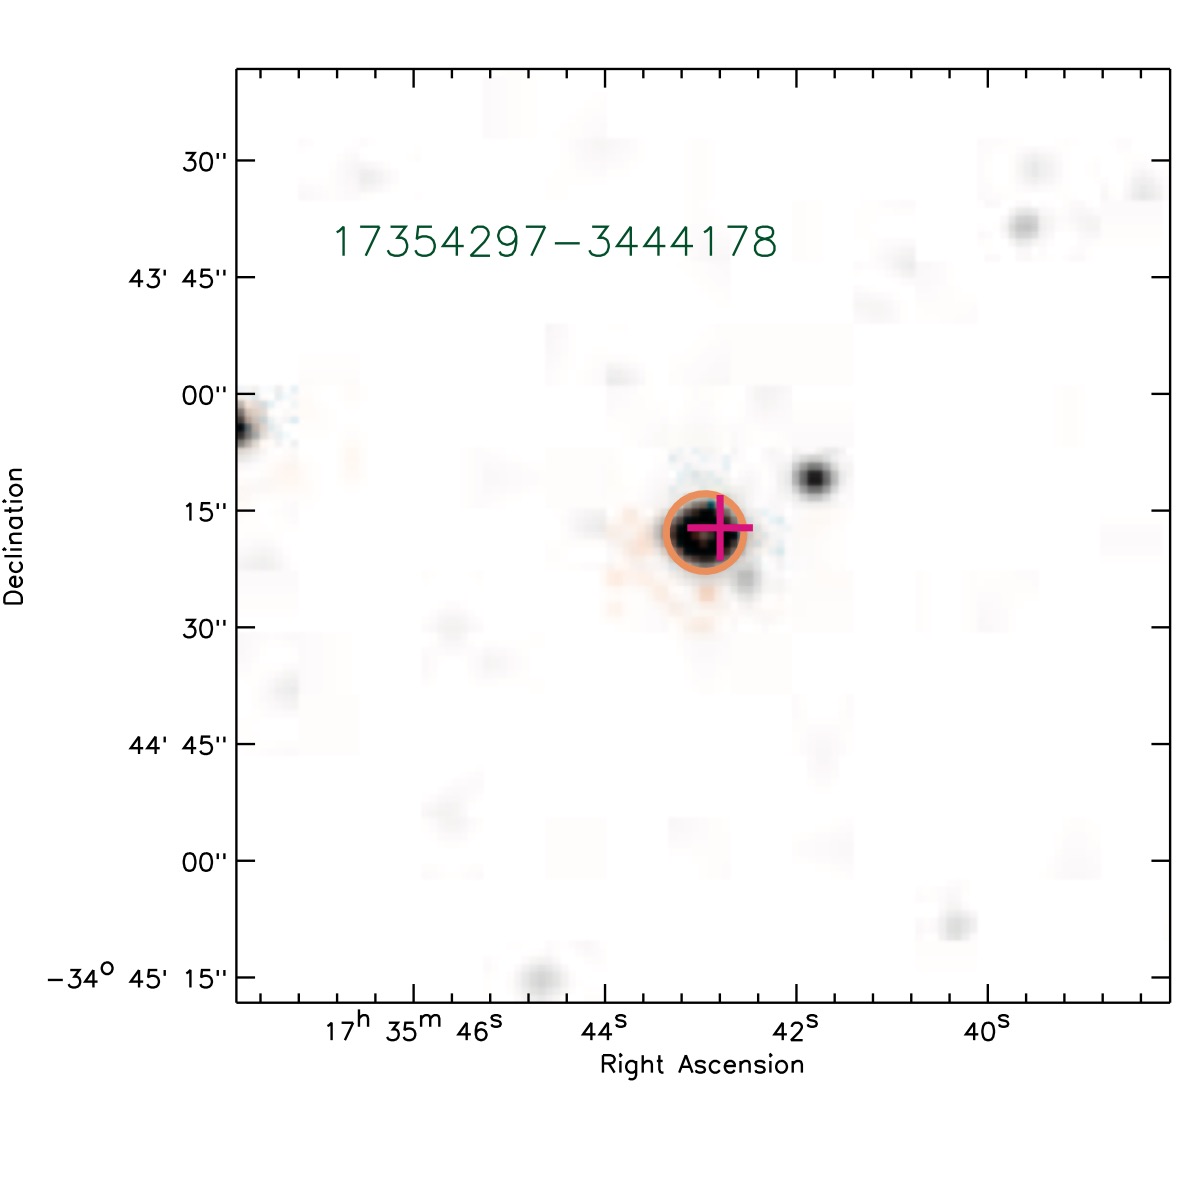 17354297-3444178
30"
43' 45"
00"
15"
30"
44' 45"
00"
-34° 45' 15"
17h 35m 46s 44s 42s 40s
Right Ascension
Declination